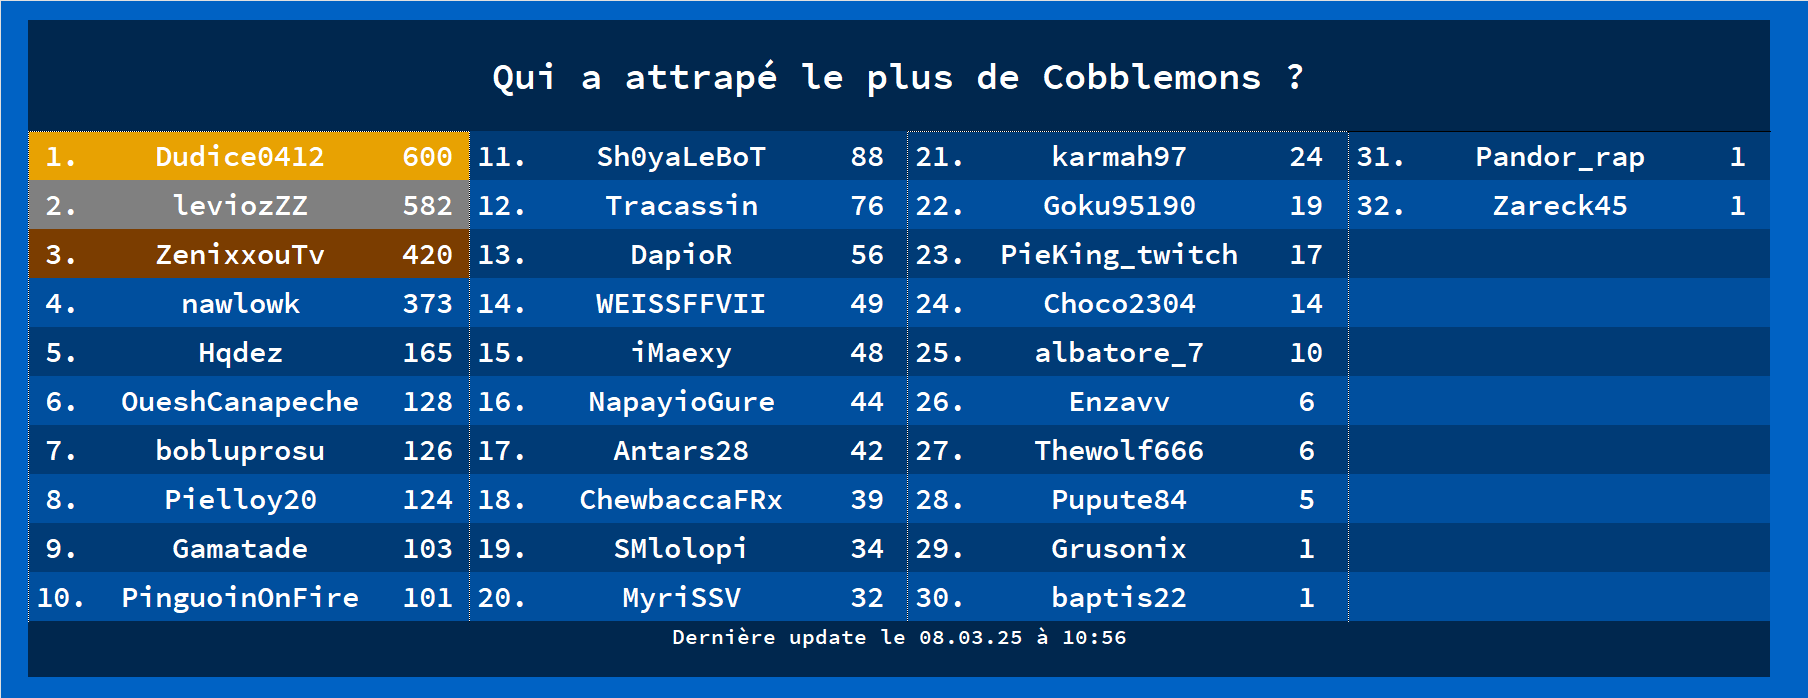 Qui a attrapé le plus de Cobblemons ?
1. Dudice0412 600
2. leviozZZ 582
3. ZenixxouTv 420
4. nawlowk 373
5. Hqdez 165
6. OueshCanapeche 128
7. bobluprosu 126
8. Pielloy20 124
9. Gamatade 103
10. PinguoinOnFire 101
11. Sh0yaLeBoT 88
12. Tracassin 76
13. DapioR 56
14. WEISSFFVII 49
15. iMaexy 48
16. NapayioGure 44
17. Antars28 42
18. ChewbaccaFRx 39
19. SMlolopi 34
20. MyriSSV 32
21. karmah97 24
22. Goku95190 19
23. PieKing_twitch 17
24. Choco2304 14
25. albatore_7 10
26. Enzavv 6
27. Thewolf666 6
28. Pupute84 5
29. Grusonix 1
30. baptis22 1
31. Pandor_rap 1
32. Zareck45 1
Dernière update le 08.03.25 à 10:56